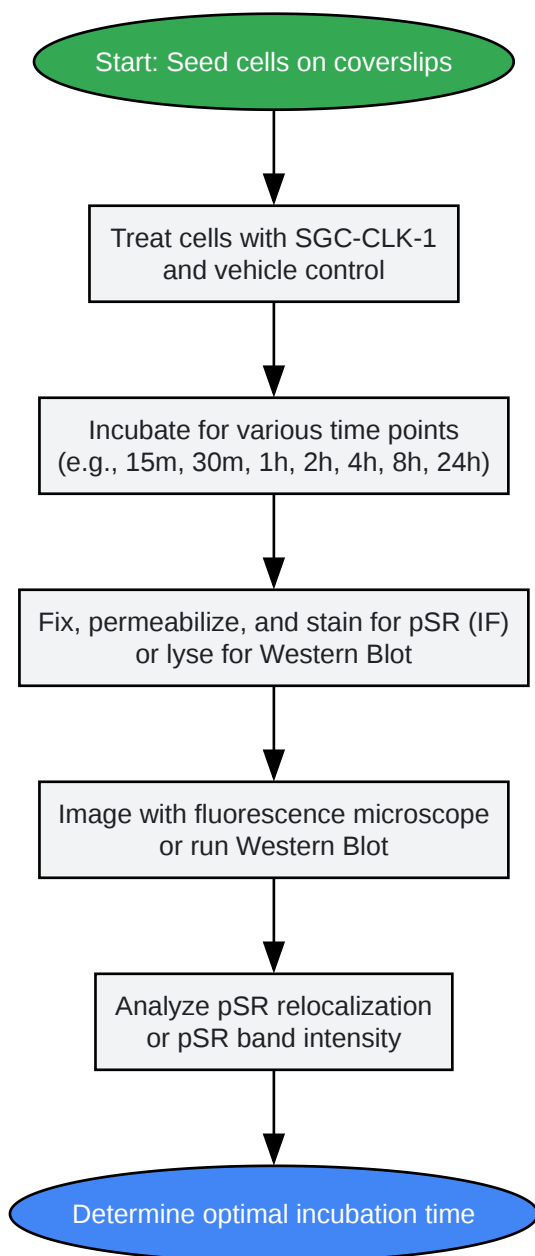 Start: Seed cells on coverslips
Treat cells with SGC-CLK-1
and vehicle control
Incubate for various time points
(e.g., 15m, 30m, 1h, 2h, 4h, 8h, 24h)
Fix, permeabilize, and stain for pSR (IF)
or lyse for Western Blot
Image with fluorescence microscope
or run Western Blot
Analyze pSR relocalization
or pSR band intensity
Determine optimal incubation time